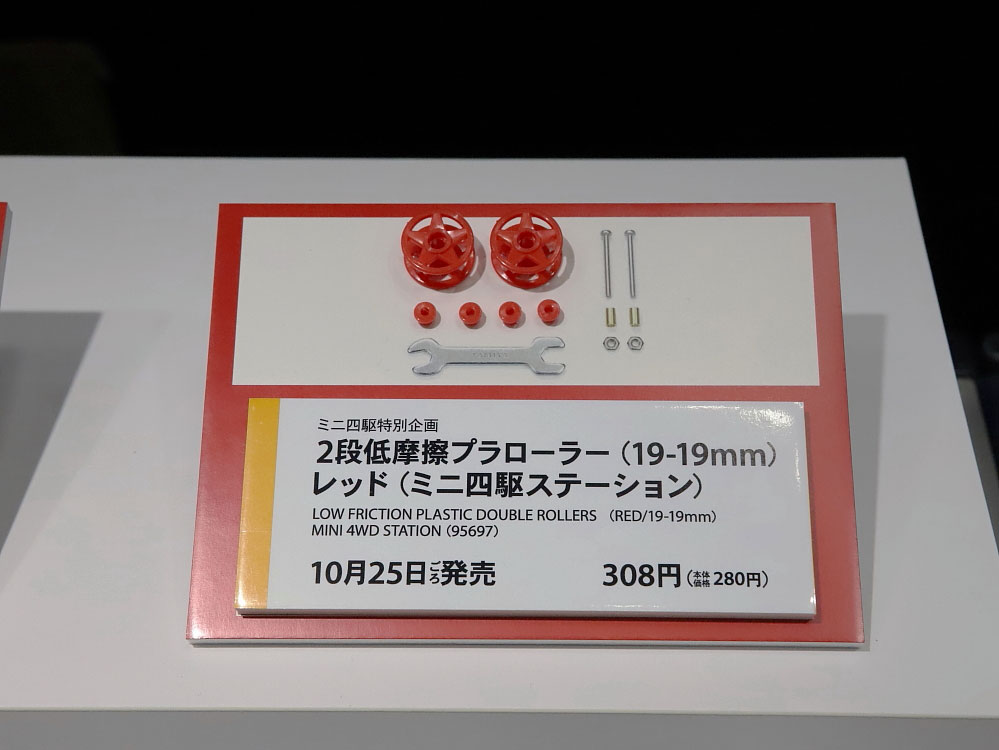 TAMIYA
ミニ四駆特別企画
2段低摩擦プラローラー（19-19mm）
レッド（ミニ四駆ステーション）
LOW FRICTION PLASTIC DOUBLE ROLLERS （RED/19-19mm）
MINI 4WD STATION（95697）
10月25日ごろ発売 308円（本体価格 280円）